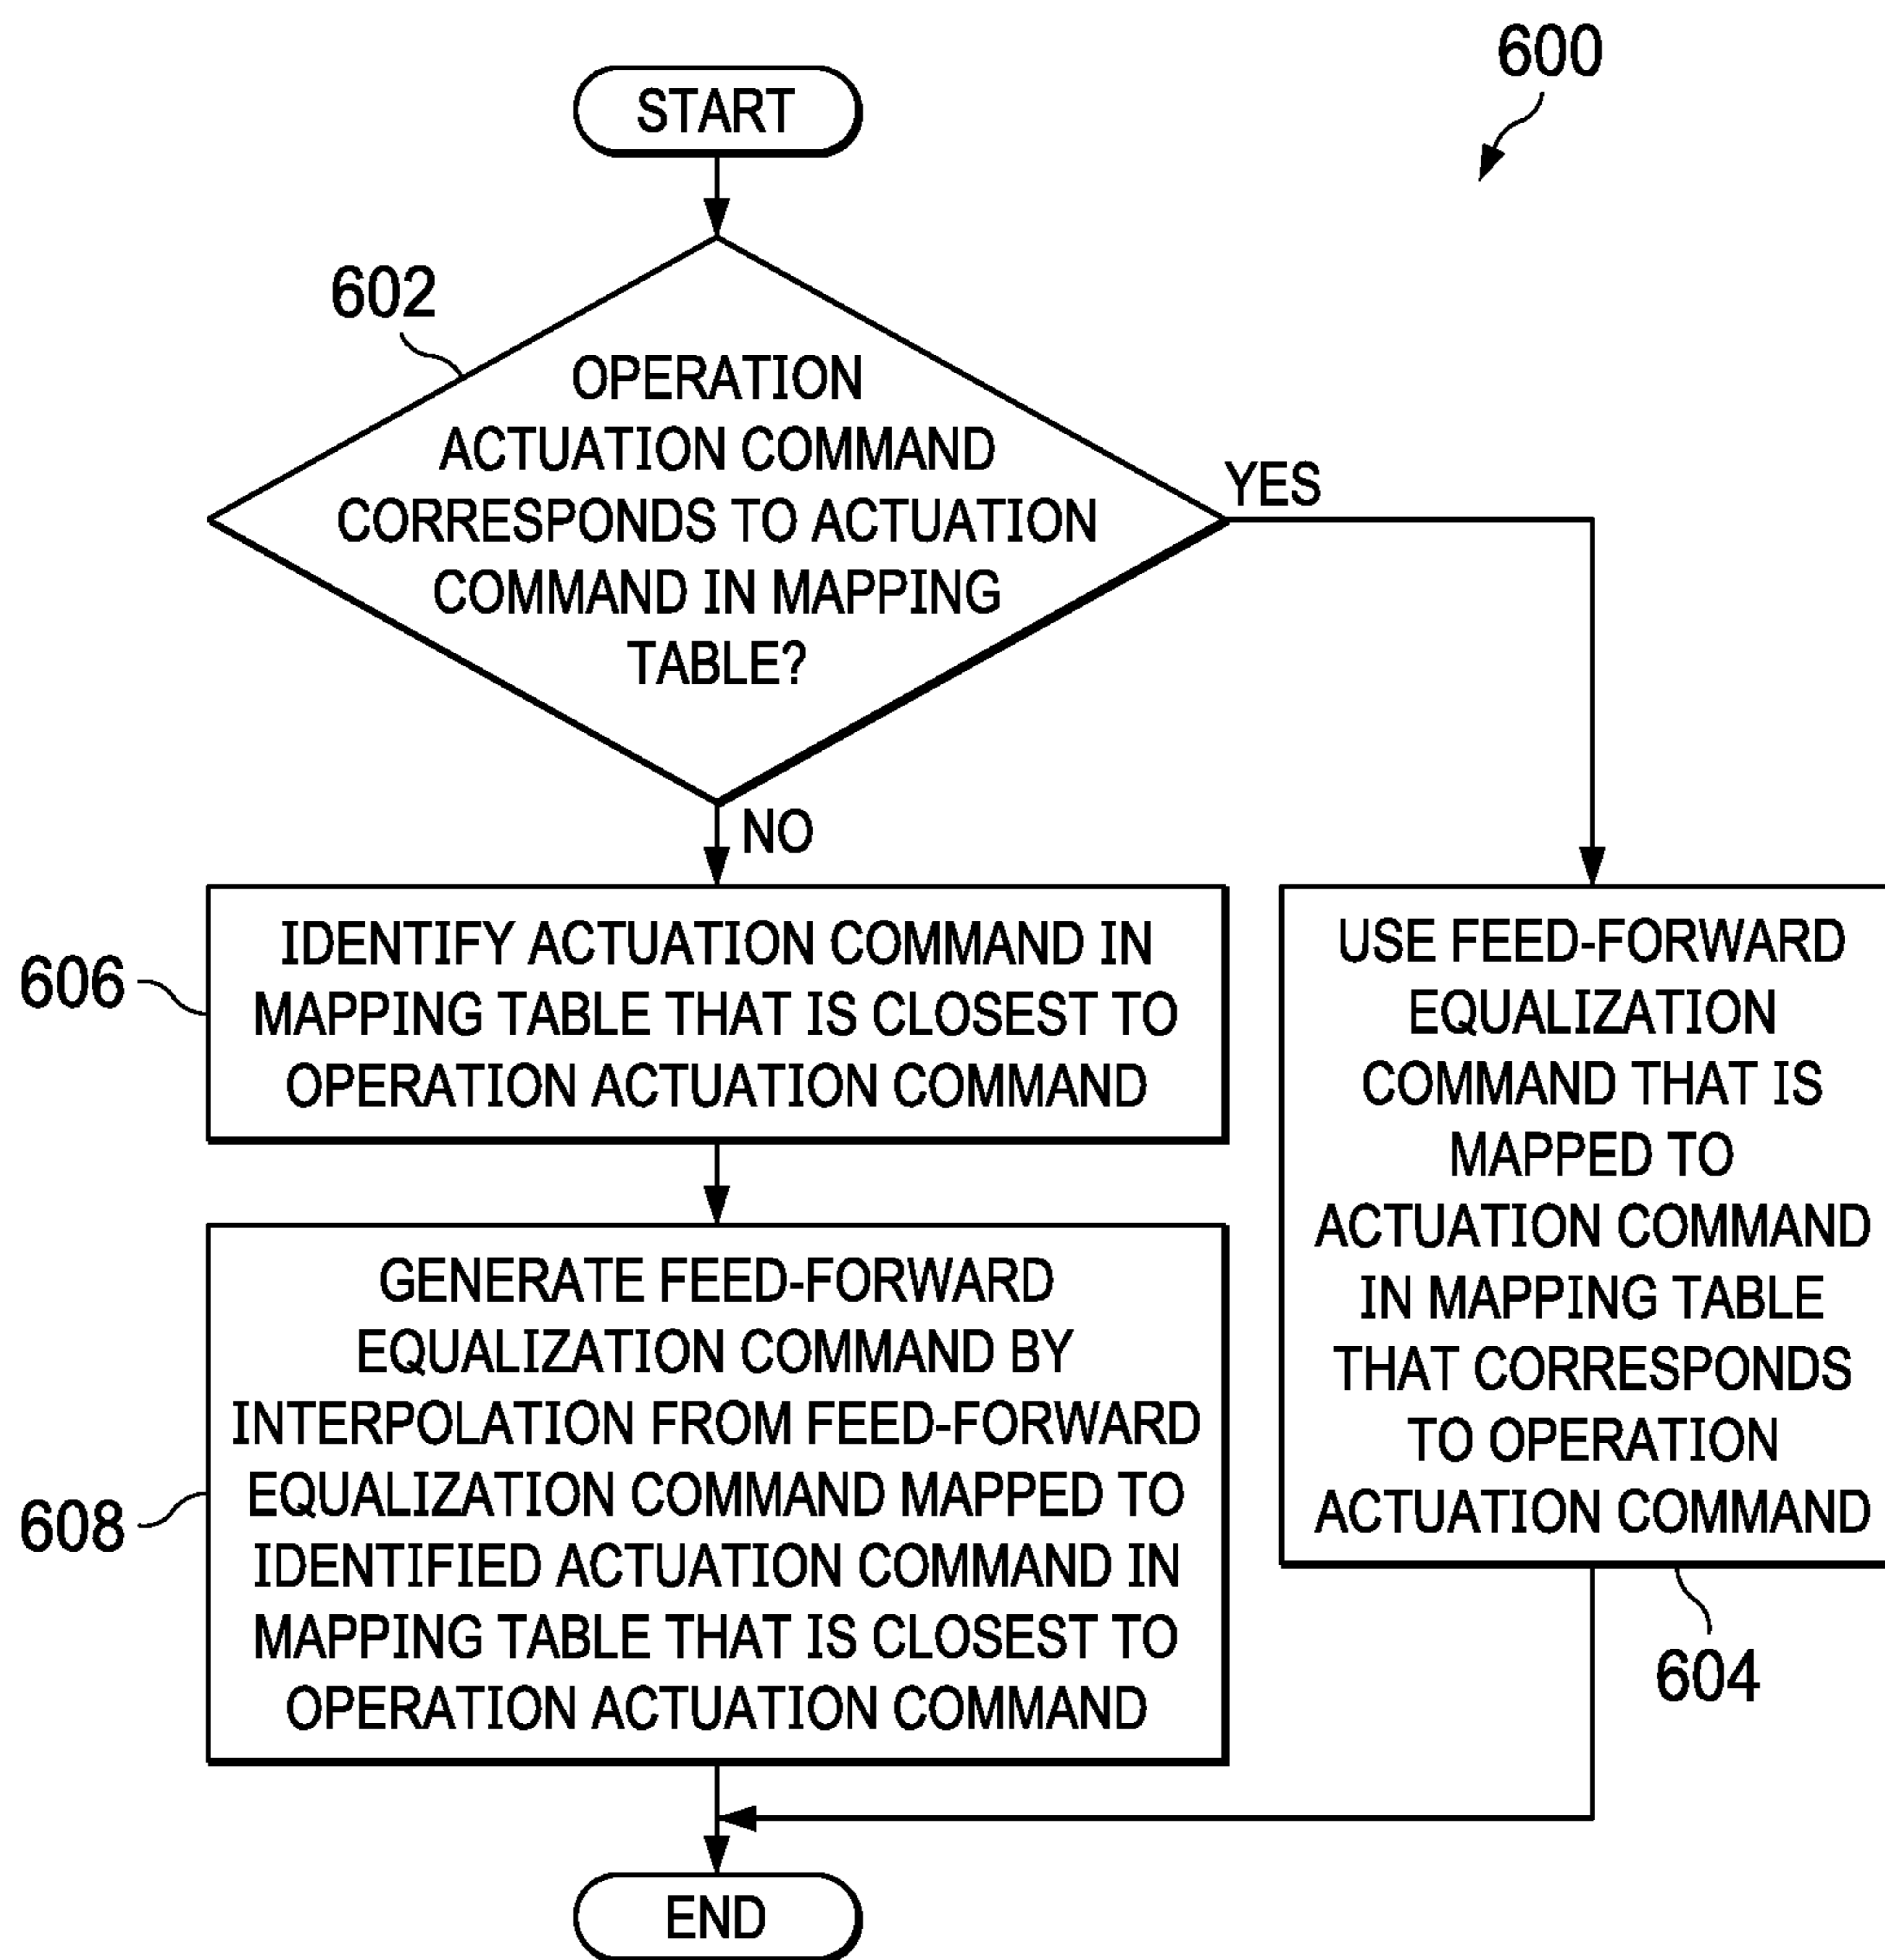 600
START
602
OPERATION
ACTUATION COMMAND
CORRESPONDS TO ACTUATION
COMMAND IN MAPPING
TABLE?
YES
NO
606
IDENTIFY ACTUATION COMMAND IN
MAPPING TABLE THAT IS CLOSEST TO
OPERATION ACTUATION COMMAND
608
GENERATE FEED-FORWARD
EQUALIZATION COMMAND BY
INTERPOLATION FROM FEED-FORWARD
EQUALIZATION COMMAND MAPPED TO
IDENTIFIED ACTUATION COMMAND IN
MAPPING TABLE THAT IS CLOSEST TO
OPERATION ACTUATION COMMAND
USE FEED-FORWARD
EQUALIZATION
COMMAND THAT IS
MAPPED TO
ACTUATION COMMAND
IN MAPPING TABLE
THAT CORRESPONDS
TO OPERATION
ACTUATION COMMAND
604
END